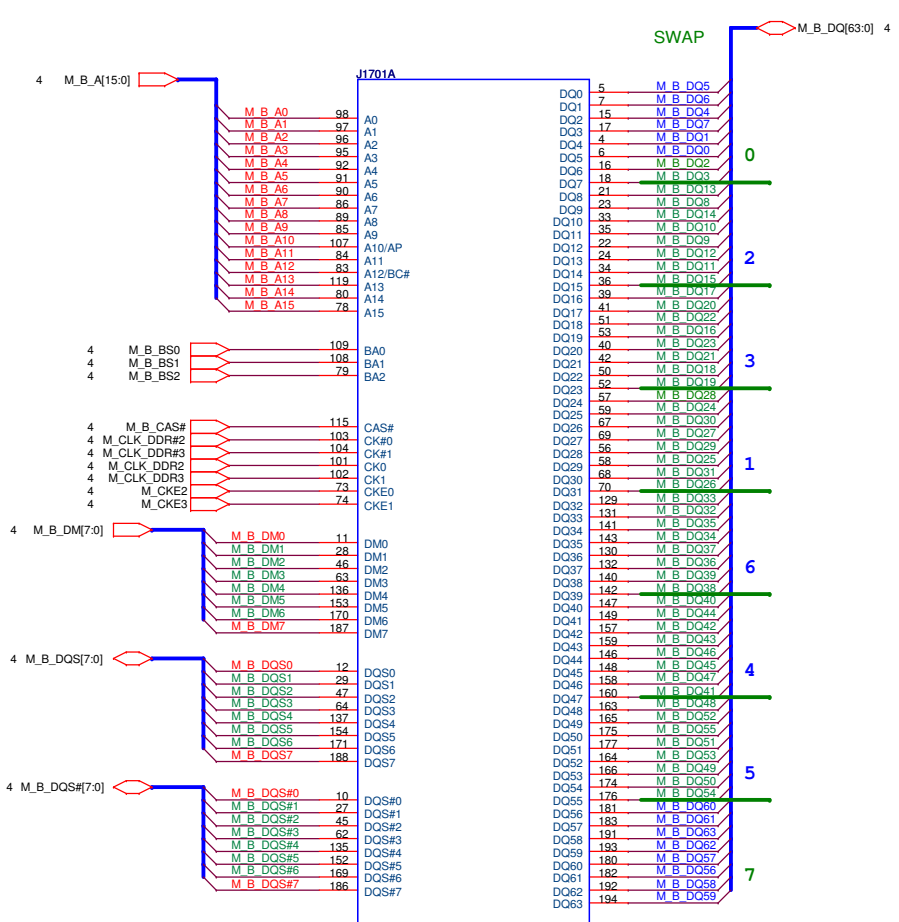 SWAP
M_B_DQ[63:0] 4
J1701A
4 M_B_A[15:0]
M_B_A0 98 A0
M_B_A1 97 A1
M_B_A2 96 A2
M_B_A3 95 A3
M_B_A4 92 A4
M_B_A5 91 A5
M_B_A6 90 A6
M_B_A7 86 A7
M_B_A8 89 A8
M_B_A9 85 A9
M_B_A10 107 A10/AP
M_B_A11 84 A11
M_B_A12 83 A12/BC#
M_B_A13 119 A13
M_B_A14 80 A14
M_B_A15 78 A15
4 M_B_BS0 109 BA0
4 M_B_BS1 108 BA1
4 M_B_BS2 79 BA2
4 M_B_CAS# 115 CAS#
4 M_CLK_DDR#2 103 CK#0
4 M_CLK_DDR#3 104 CK#1
4 M_CLK_DDR2 101 CK0
4 M_CLK_DDR3 102 CK1
4 M_CKE2 73 CKE0
4 M_CKE3 74 CKE1
4 M_B_DM[7:0]
M_B_DM0 11 DM0
M_B_DM1 28 DM1
M_B_DM2 46 DM2
M_B_DM3 63 DM3
M_B_DM4 136 DM4
M_B_DM5 153 DM5
M_B_DM6 170 DM6
M_B_DM7 187 DM7
4 M_B_DQS[7:0]
M_B_DQS0 12 DQS0
M_B_DQS1 29 DQS1
M_B_DQS2 47 DQS2
M_B_DQS3 64 DQS3
M_B_DQS4 137 DQS4
M_B_DQS5 154 DQS5
M_B_DQS6 171 DQS6
M_B_DQS7 188 DQS7
4 M_B_DQS#[7:0]
M_B_DQS#0 10 DQS#0
M_B_DQS#1 27 DQS#1
M_B_DQS#2 45 DQS#2
M_B_DQS#3 62 DQS#3
M_B_DQS#4 135 DQS#4
M_B_DQS#5 152 DQS#5
M_B_DQS#6 169 DQS#6
M_B_DQS#7 186 DQS#7
DQ0 5 M_B_DQ5
DQ1 7 M_B_DQ6
DQ2 15 M_B_DQ4
DQ3 17 M_B_DQ7
DQ4 4 M_B_DQ1
DQ5 6 M_B_DQ0
DQ6 16 M_B_DQ2
DQ7 18 M_B_DQ3
0
DQ8 21 M_B_DQ13
DQ9 23 M_B_DQ8
DQ10 33 M_B_DQ14
DQ11 35 M_B_DQ10
DQ12 22 M_B_DQ9
DQ13 24 M_B_DQ12
DQ14 34 M_B_DQ11
DQ15 36 M_B_DQ15
2
DQ16 39 M_B_DQ17
DQ17 41 M_B_DQ20
DQ18 51 M_B_DQ22
DQ19 53 M_B_DQ16
DQ20 40 M_B_DQ23
DQ21 42 M_B_DQ21
DQ22 50 M_B_DQ18
DQ23 52 M_B_DQ19
3
DQ24 57 M_B_DQ28
DQ25 59 M_B_DQ24
DQ26 67 M_B_DQ30
DQ27 69 M_B_DQ27
DQ28 56 M_B_DQ29
DQ29 58 M_B_DQ25
DQ30 68 M_B_DQ31
DQ31 70 M_B_DQ26
1
DQ32 129 M_B_DQ33
DQ33 131 M_B_DQ32
DQ34 141 M_B_DQ35
DQ35 143 M_B_DQ34
DQ36 130 M_B_DQ37
DQ37 132 M_B_DQ36
DQ38 140 M_B_DQ39
DQ39 142 M_B_DQ38
6
DQ40 147 M_B_DQ40
DQ41 149 M_B_DQ44
DQ42 157 M_B_DQ42
DQ43 159 M_B_DQ43
DQ44 146 M_B_DQ46
DQ45 148 M_B_DQ45
DQ46 158 M_B_DQ47
DQ47 160 M_B_DQ41
4
DQ48 163 M_B_DQ48
DQ49 165 M_B_DQ52
DQ50 175 M_B_DQ55
DQ51 177 M_B_DQ51
DQ52 164 M_B_DQ53
DQ53 166 M_B_DQ49
DQ54 174 M_B_DQ50
DQ55 176 M_B_DQ54
5
DQ56 181 M_B_DQ60
DQ57 183 M_B_DQ61
DQ58 191 M_B_DQ63
DQ59 193 M_B_DQ62
DQ60 180 M_B_DQ57
DQ61 182 M_B_DQ56
DQ62 192 M_B_DQ58
DQ63 194 M_B_DQ59
7